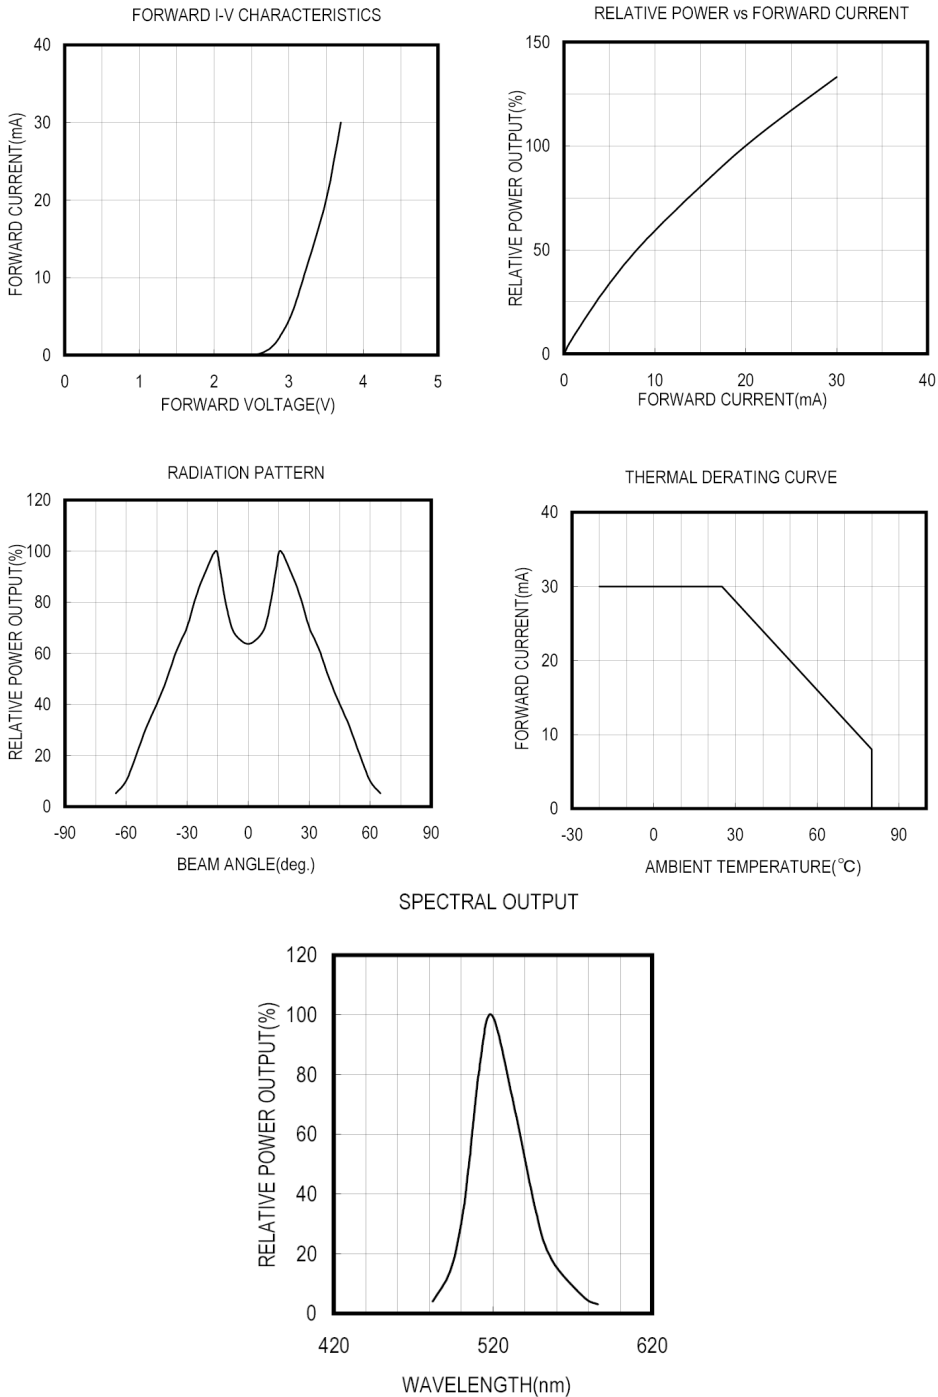 FORWARD I-V CHARACTERISTICS
FORWARD CURRENT(mA)
40
30
20
10
0
0 1 2 3 4 5
FORWARD VOLTAGE(V)
RELATIVE POWER vs FORWARD CURRENT
RELATIVE POWER OUTPUT(%)
150
100
50
0
0 10 20 30 40
FORWARD CURRENT(mA)
RADIATION PATTERN
RELATIVE POWER OUTPUT(%)
120
100
80
60
40
20
0
-90 -60 -30 0 30 60 90
BEAM ANGLE(deg.)
THERMAL DERATING CURVE
FORWARD CURRENT(mA)
40
30
20
10
0
-30 0 30 60 90
AMBIENT TEMPERATURE(°C)
SPECTRAL OUTPUT
RELATIVE POWER OUTPUT(%)
120
100
80
60
40
20
0
420 520 620
WAVELENGTH(nm)